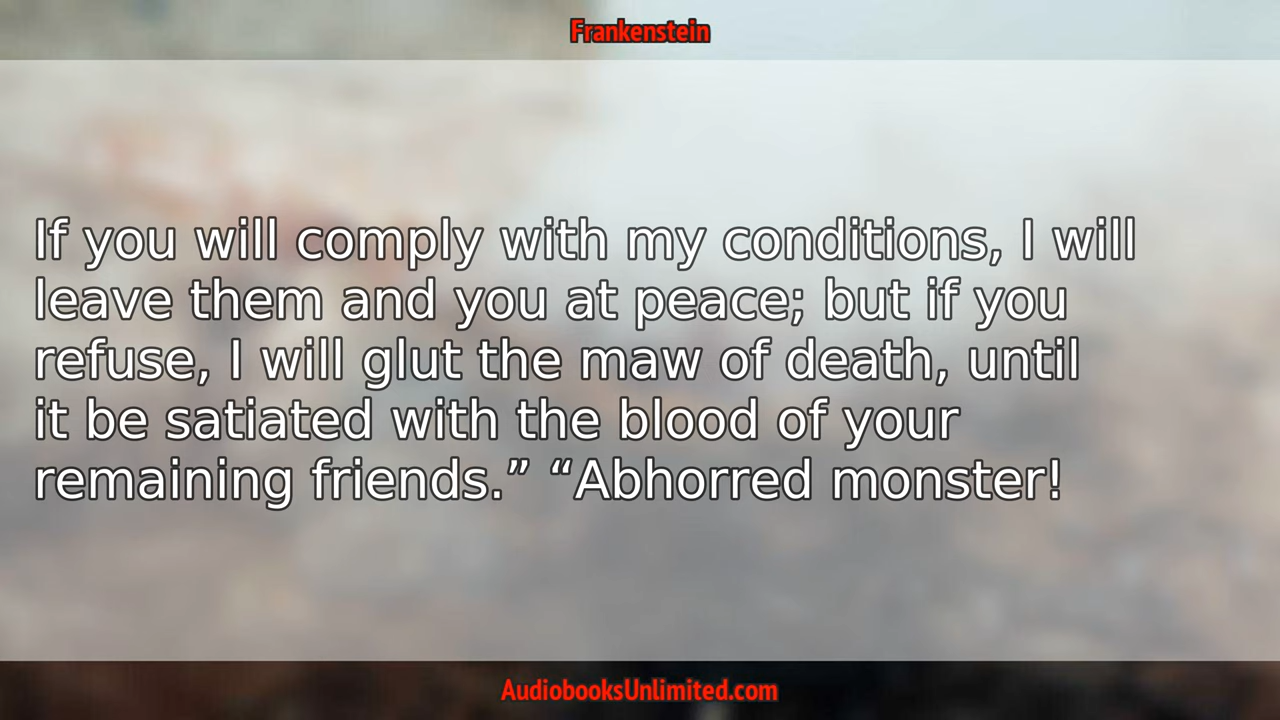 Frankenstein
If you will comply with my conditions, I will
leave them and you at peace; but if you
refuse, I will glut the maw of death, until
it be satiated with the blood of your
remaining friends.” “Abhorred monster!
AudiobooksUnlimited.com